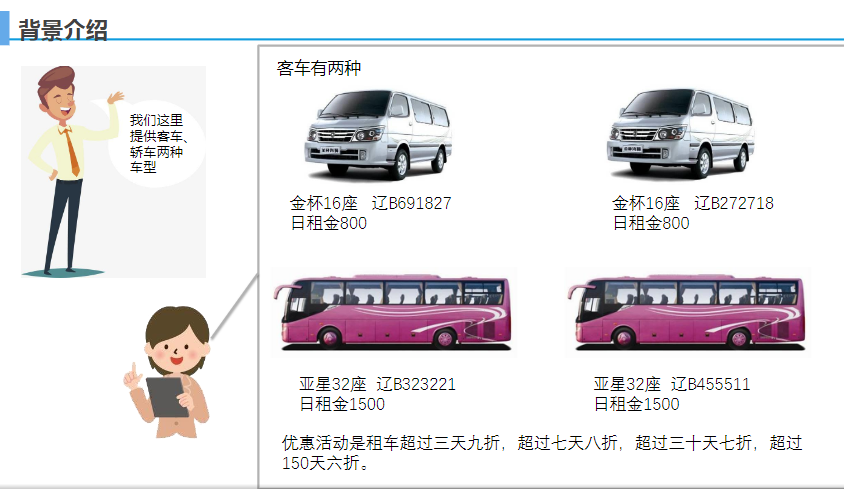 背景介绍
我们这里
提供客车、
轿车两种
车型
客车有两种
金杯16座 辽B691827
日租金800
金杯16座 辽B272718
日租金800
亚星32座 辽B323221
日租金1500
亚星32座 辽B455511
日租金1500
优惠活动是租车超过三天九折，超过七天八折，超过三十天七折，超过
150天六折。